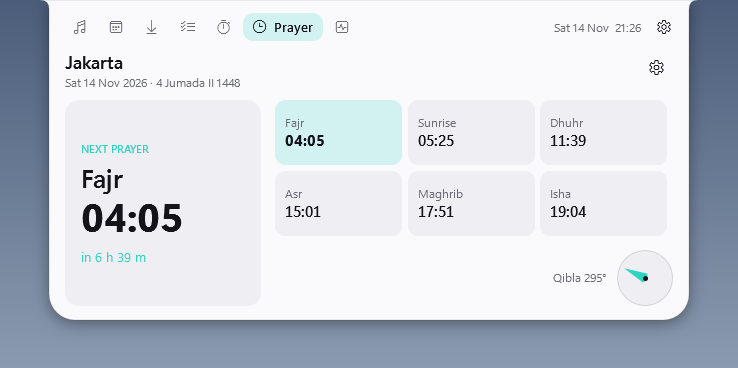 Prayer
Sat 14 Nov 21:26
Jakarta
Sat 14 Nov 2026 · 4 Jumada II 1448
NEXT PRAYER
Fajr
04:05
in 6 h 39 m
Fajr
04:05
Sunrise
05:25
Dhuhr
11:39
Asr
15:01
Maghrib
17:51
Isha
19:04
Qibla 295°